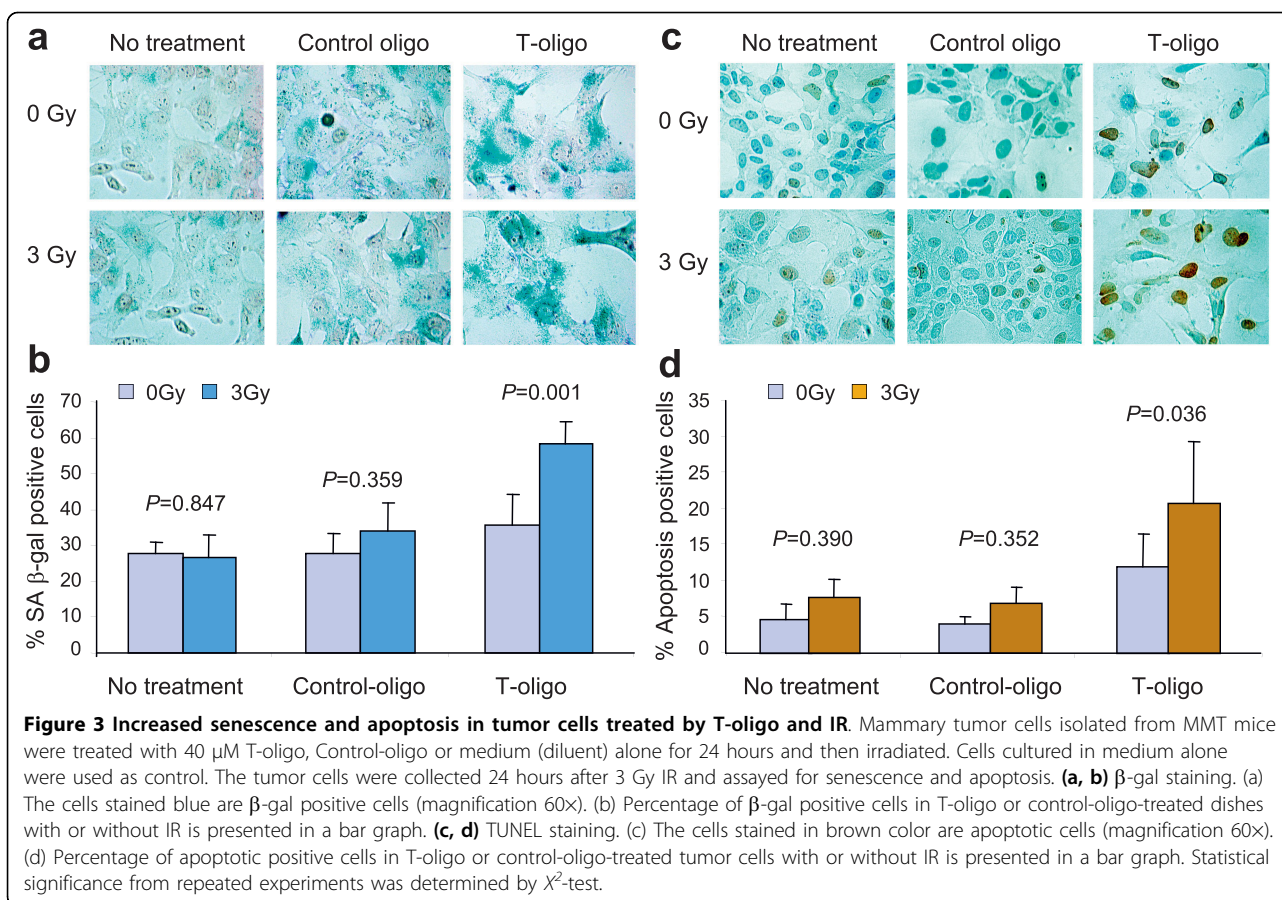 a
No treatment Control oligo T-oligo
0 Gy
3 Gy
b
0Gy 3Gy
% SA β-gal positive cells
70
60
50
40
30
20
10
0
P=0.847
P=0.359
P=0.001
No treatment Control-oligo T-oligo
c
No treatment Control oligo T-oligo
0 Gy
3 Gy
d
0Gy 3Gy
% Apoptosis positive cells
35
30
25
20
15
10
5
0
P=0.390
P=0.352
P=0.036
No treatment Control-oligo T-oligo
Figure 3 Increased senescence and apoptosis in tumor cells treated by T-oligo and IR. Mammary tumor cells isolated from MMT mice
were treated with 40 μM T-oligo, Control-oligo or medium (diluent) alone for 24 hours and then irradiated. Cells cultured in medium alone
were used as control. The tumor cells were collected 24 hours after 3 Gy IR and assayed for senescence and apoptosis. (a, b) β-gal staining. (a)
The cells stained blue are β-gal positive cells (magnification 60×). (b) Percentage of β-gal positive cells in T-oligo or control-oligo-treated dishes
with or without IR is presented in a bar graph. (c, d) TUNEL staining. (c) The cells stained in brown color are apoptotic cells (magnification 60×).
(d) Percentage of apoptotic positive cells in T-oligo or control-oligo-treated tumor cells with or without IR is presented in a bar graph. Statistical
significance from repeated experiments was determined by X²-test.